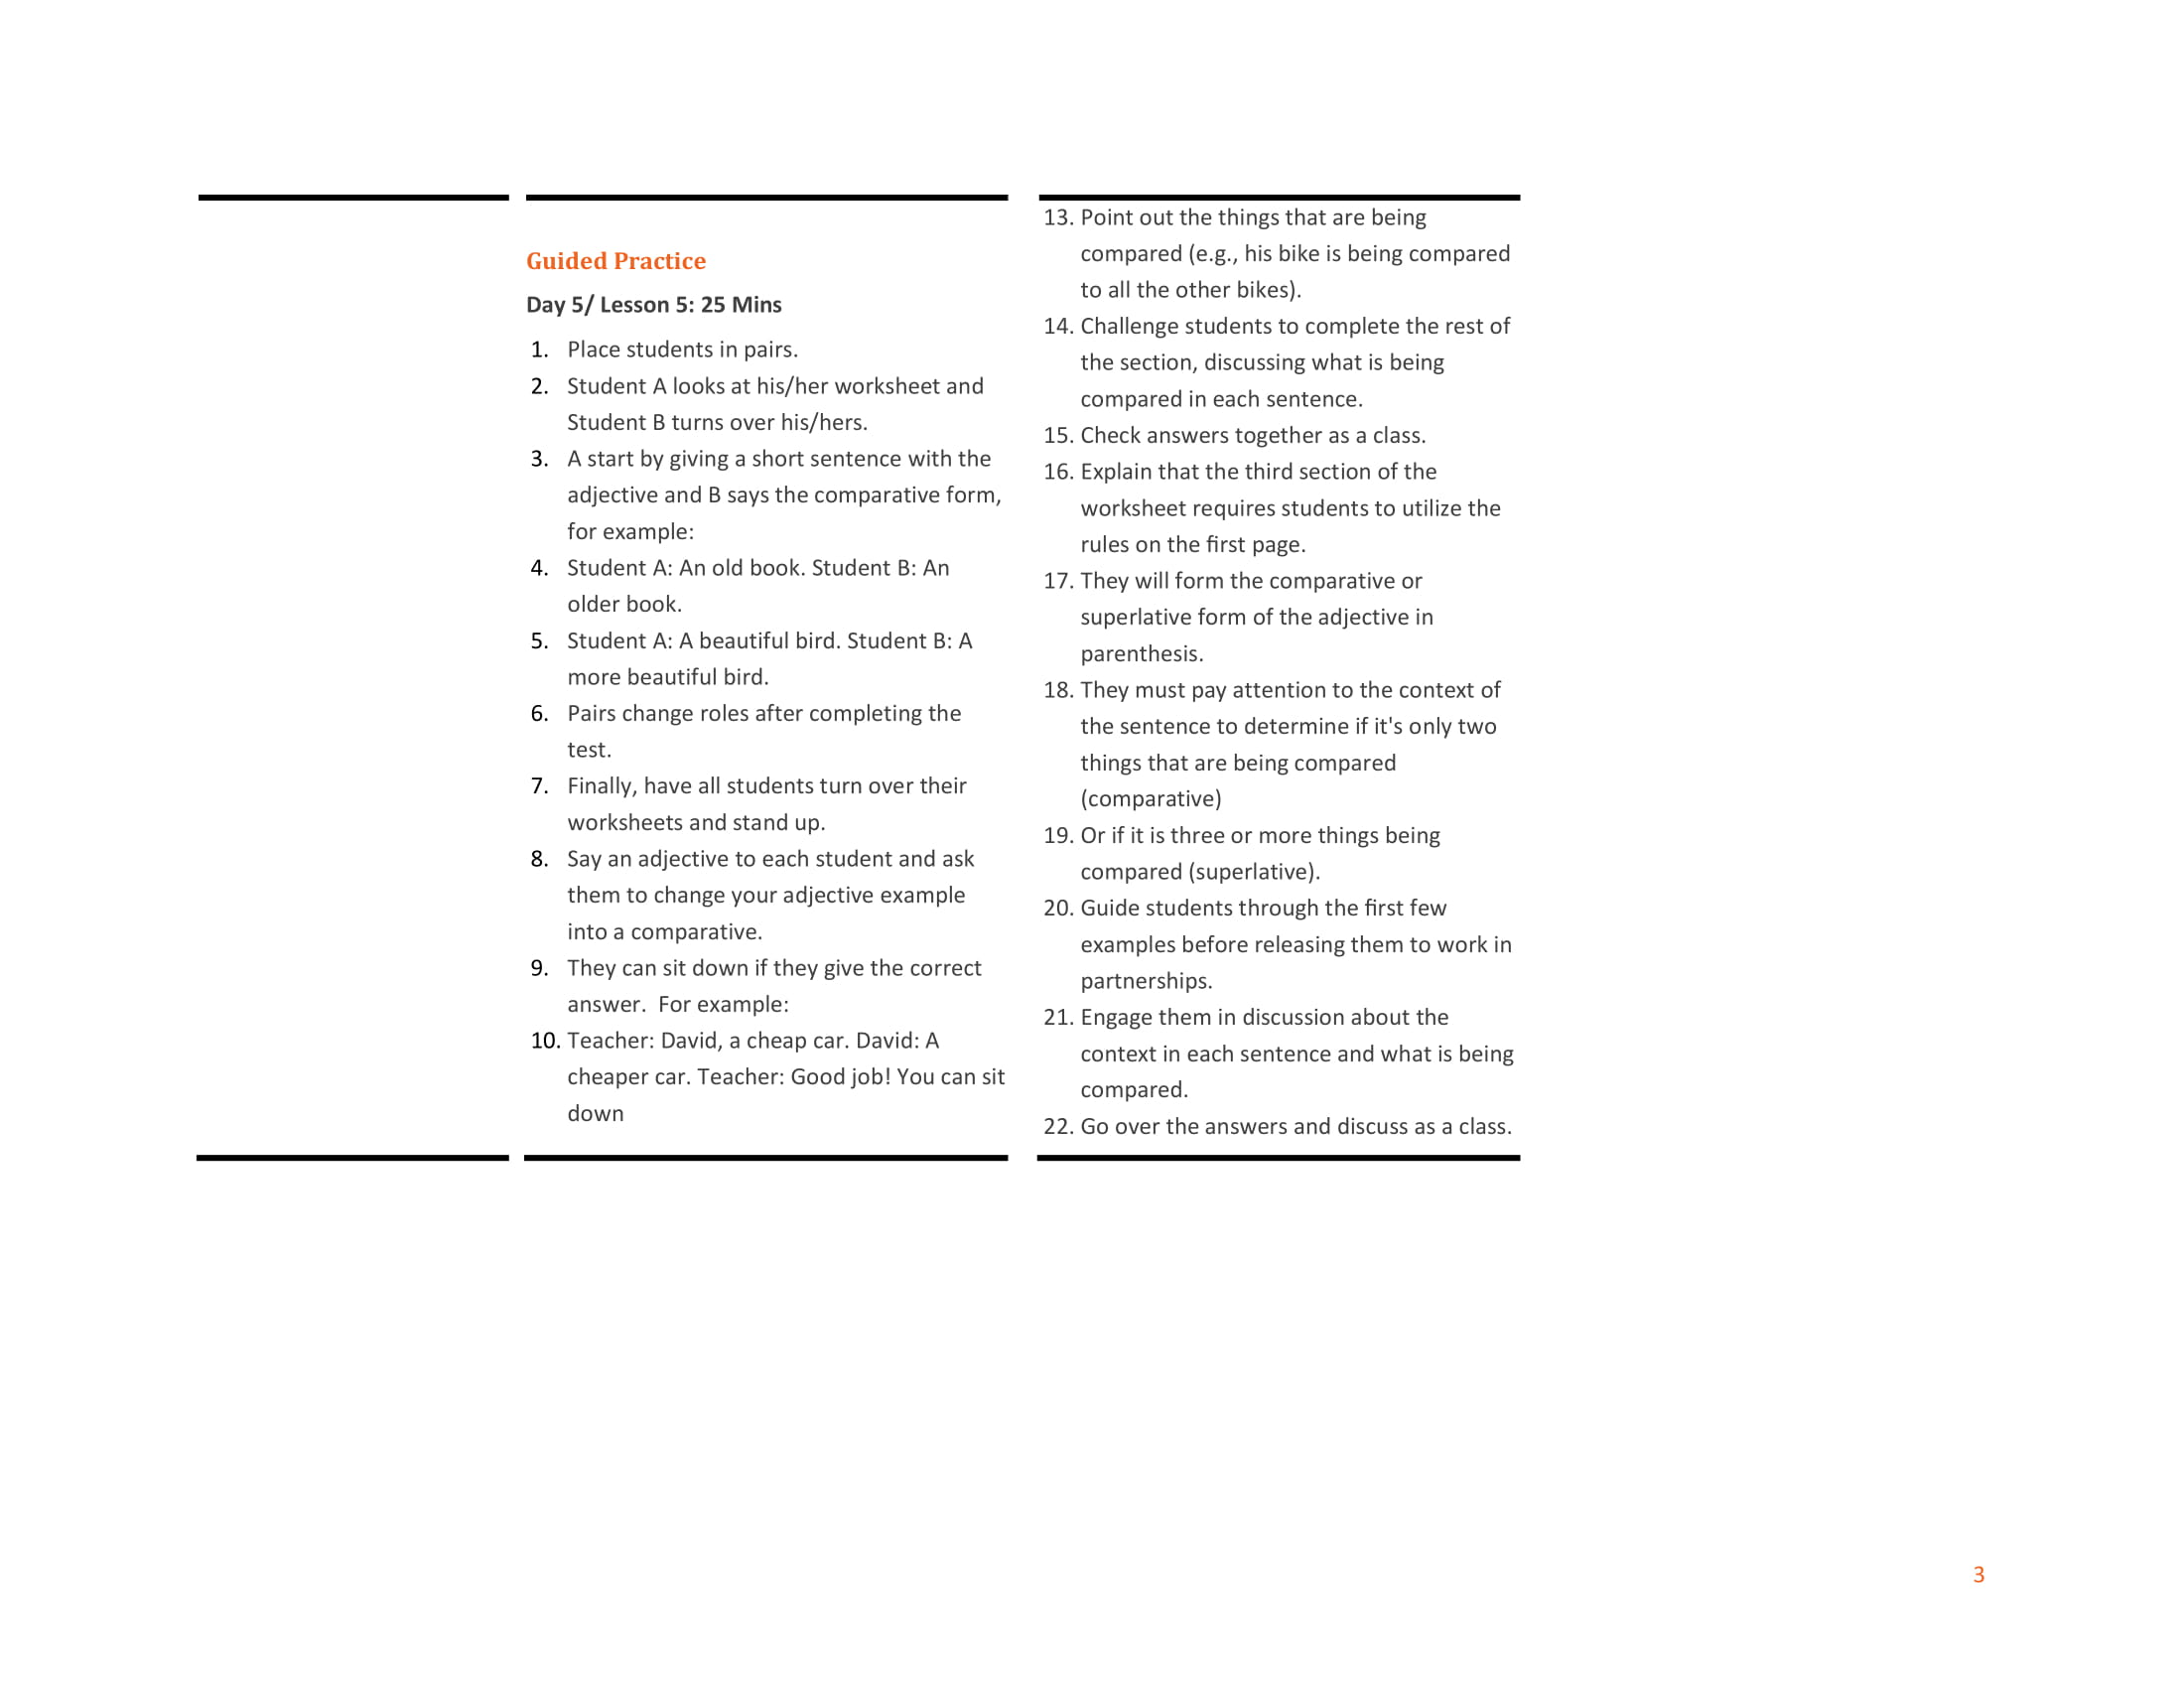 Guided Practice
Day 5/ Lesson 5: 25 Mins
1. Place students in pairs.
2. Student A looks at his/her worksheet and
Student B turns over his/hers.
3. A start by giving a short sentence with the
adjective and B says the comparative form,
for example:
4. Student A: An old book. Student B: An
older book.
5. Student A: A beautiful bird. Student B: A
more beautiful bird.
6. Pairs change roles after completing the
test.
7. Finally, have all students turn over their
worksheets and stand up.
8. Say an adjective to each student and ask
them to change your adjective example
into a comparative.
9. They can sit down if they give the correct
answer.  For example:
10. Teacher: David, a cheap car. David: A
cheaper car. Teacher: Good job! You can sit
down
13. Point out the things that are being
compared (e.g., his bike is being compared
to all the other bikes).
14. Challenge students to complete the rest of
the section, discussing what is being
compared in each sentence.
15. Check answers together as a class.
16. Explain that the third section of the
worksheet requires students to utilize the
rules on the first page.
17. They will form the comparative or
superlative form of the adjective in
parenthesis.
18. They must pay attention to the context of
the sentence to determine if it's only two
things that are being compared
(comparative)
19. Or if it is three or more things being
compared (superlative).
20. Guide students through the first few
examples before releasing them to work in
partnerships.
21. Engage them in discussion about the
context in each sentence and what is being
compared.
22. Go over the answers and discuss as a class.
3